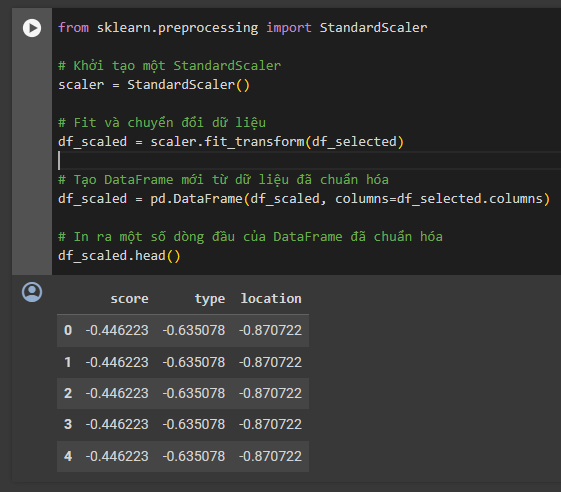 from sklearn.preprocessing import StandardScaler
# Khởi tạo một StandardScaler
scaler = StandardScaler()
# Fit và chuyển đổi dữ liệu
df_scaled = scaler.fit_transform(df_selected)
# Tạo DataFrame mới từ dữ liệu đã chuẩn hóa
df_scaled = pd.DataFrame(df_scaled, columns=df_selected.columns)
# In ra một số dòng đầu của DataFrame đã chuẩn hóa
df_scaled.head()
score type location
0 -0.446223 -0.635078 -0.870722
1 -0.446223 -0.635078 -0.870722
2 -0.446223 -0.635078 -0.870722
3 -0.446223 -0.635078 -0.870722
4 -0.446223 -0.635078 -0.870722